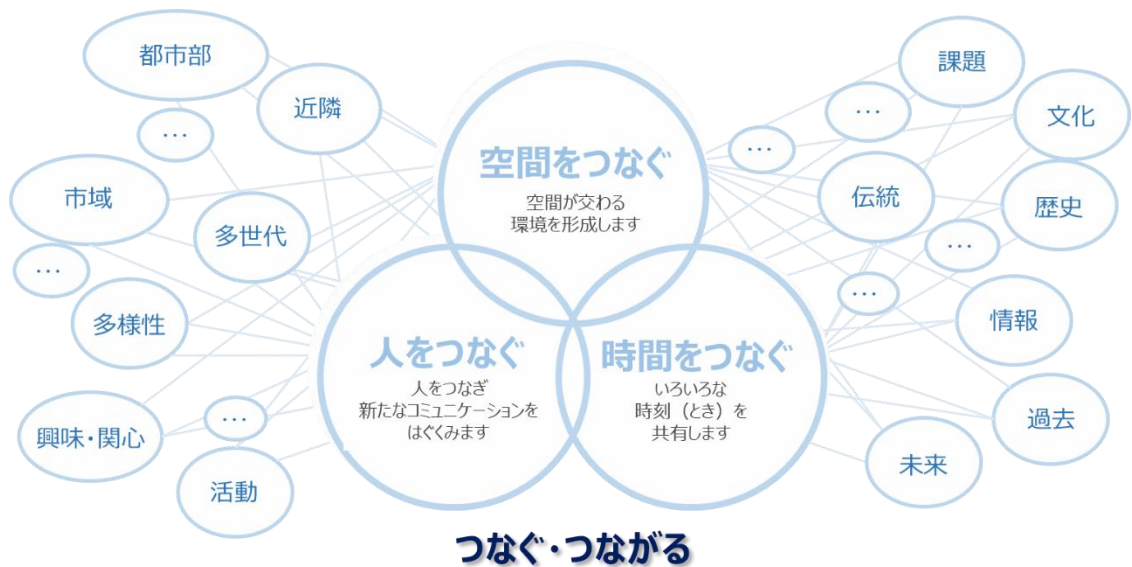 都市部
近隣
…
市域
多世代
…
多様性
興味・関心
…
活動
空間をつなぐ
空間が交わる
環境を形成します
人をつなぐ
人をつなぎ
新たなコミュニケーションを
はぐくみます
時間をつなぐ
いろいろな
時刻（とき）を
共有します
課題
…
文化
…
伝統
歴史
…
…
情報
過去
未来
つなぐ・つながる